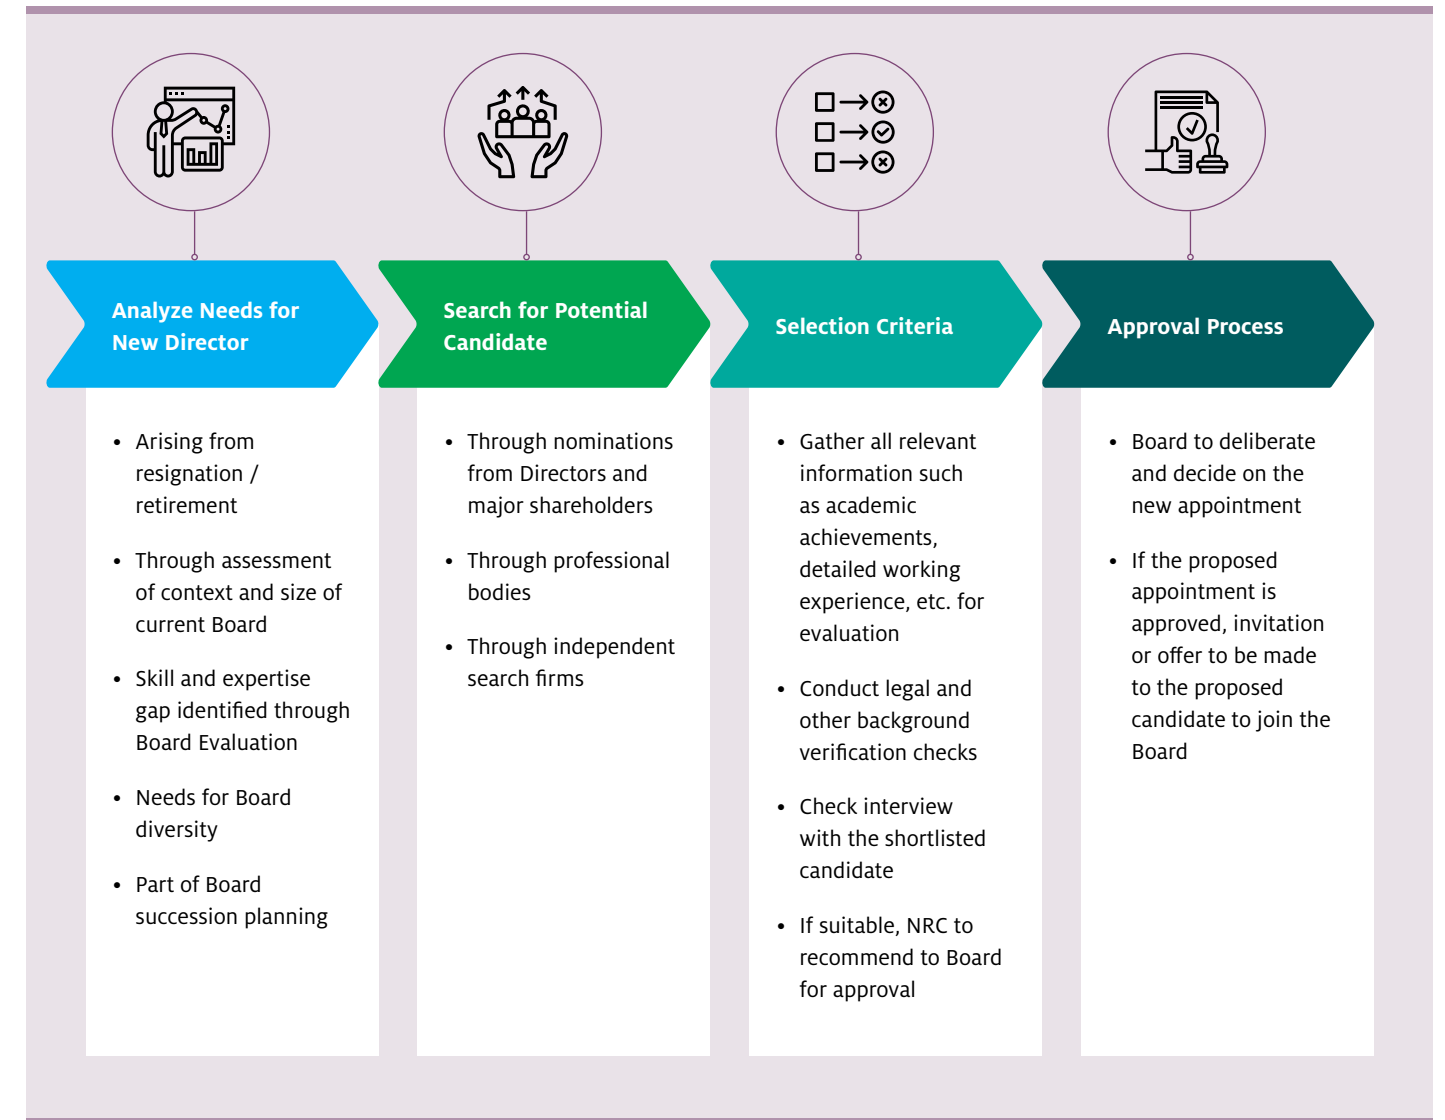 Analyze Needs for
New Director
• Arising from
resignation /
retirement
• Through assessment
of context and size of
current Board
• Skill and expertise
gap identified through
Board Evaluation
• Needs for Board
diversity
• Part of Board
succession planning
Search for Potential
Candidate
• Through nominations
from Directors and
major shareholders
• Through professional
bodies
• Through independent
search firms
Selection Criteria
• Gather all relevant
information such
as academic
achievements,
detailed working
experience, etc. for
evaluation
• Conduct legal and
other background
verification checks
• Check interview
with the shortlisted
candidate
• If suitable, NRC to
recommend to Board
for approval
Approval Process
• Board to deliberate
and decide on the
new appointment
• If the proposed
appointment is
approved, invitation
or offer to be made
to the proposed
candidate to join the
Board